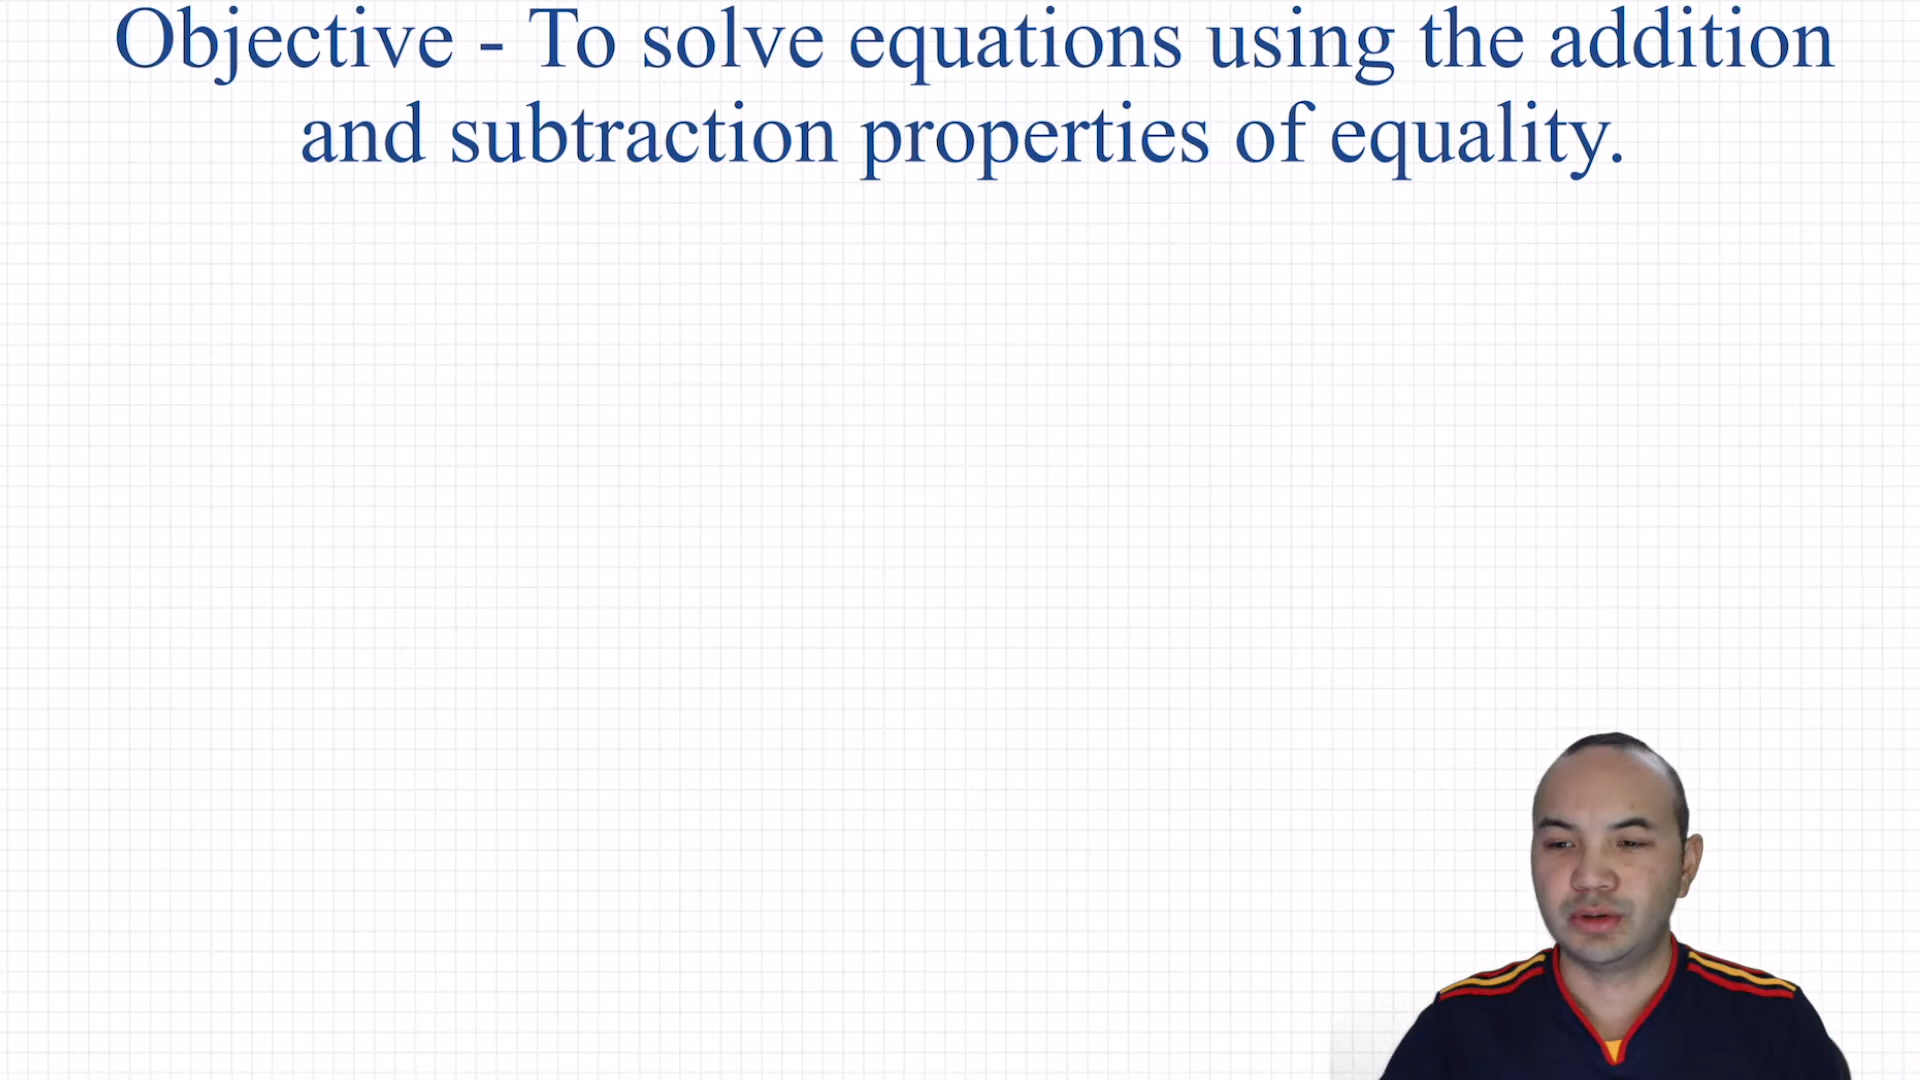 Objective - To solve equations using the addition
and subtraction properties of equality.